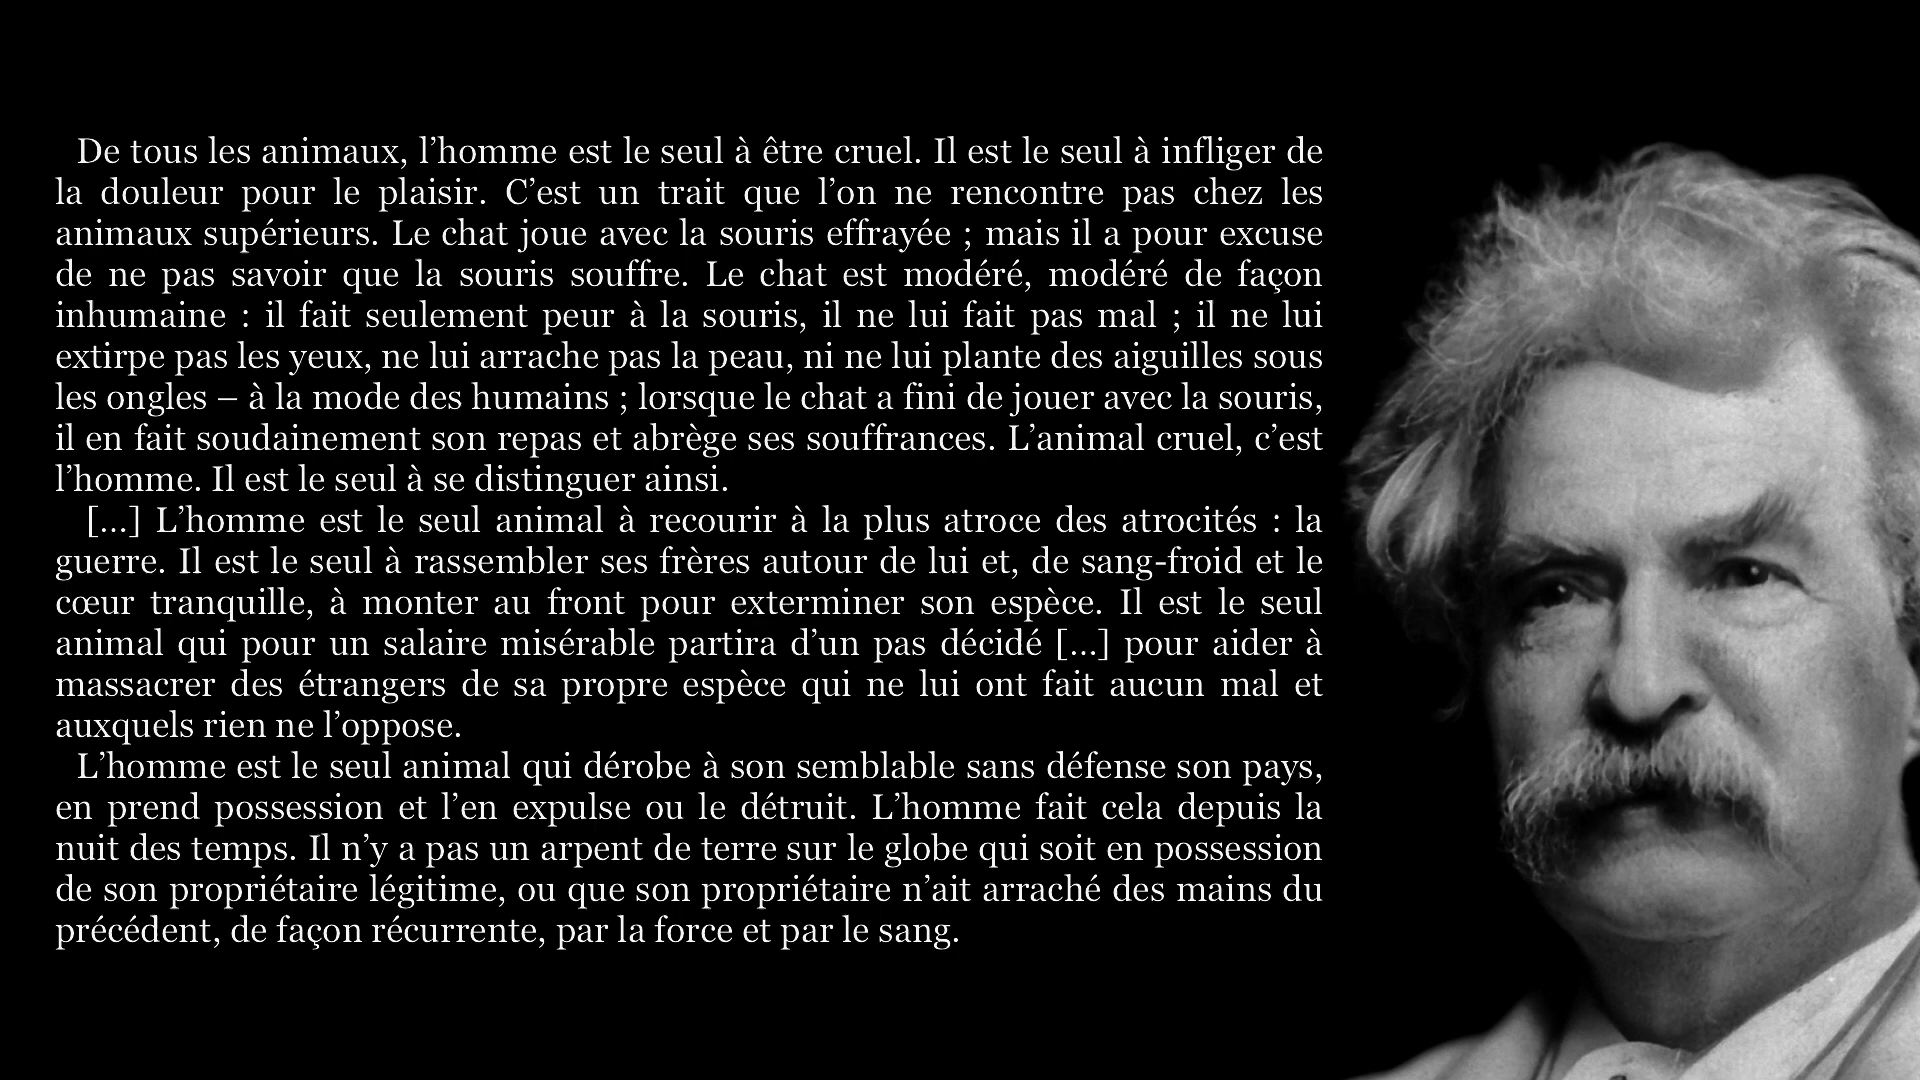 De tous les animaux, l’homme est le seul à être cruel. Il est le seul à infliger de
la douleur pour le plaisir. C’est un trait que l’on ne rencontre pas chez les
animaux supérieurs. Le chat joue avec la souris effrayée ; mais il a pour excuse
de ne pas savoir que la souris souffre. Le chat est modéré, modéré de façon
inhumaine : il fait seulement peur à la souris, il ne lui fait pas mal ; il ne lui
extirpe pas les yeux, ne lui arrache pas la peau, ni ne lui plante des aiguilles sous
les ongles – à la mode des humains ; lorsque le chat a fini de jouer avec la souris,
il en fait soudainement son repas et abrège ses souffrances. L’animal cruel, c’est
l’homme. Il est le seul à se distinguer ainsi.
[…] L’homme est le seul animal à recourir à la plus atroce des atrocités : la
guerre. Il est le seul à rassembler ses frères autour de lui et, de sang-froid et le
cœur tranquille, à monter au front pour exterminer son espèce. Il est le seul
animal qui pour un salaire misérable partira d’un pas décidé […] pour aider à
massacrer des étrangers de sa propre espèce qui ne lui ont fait aucun mal et
auxquels rien ne l’oppose.
L’homme est le seul animal qui dérobe à son semblable sans défense son pays,
en prend possession et l’en expulse ou le détruit. L’homme fait cela depuis la
nuit des temps. Il n’y a pas un arpent de terre sur le globe qui soit en possession
de son propriétaire légitime, ou que son propriétaire n’ait arraché des mains du
précédent, de façon récurrente, par la force et par le sang.